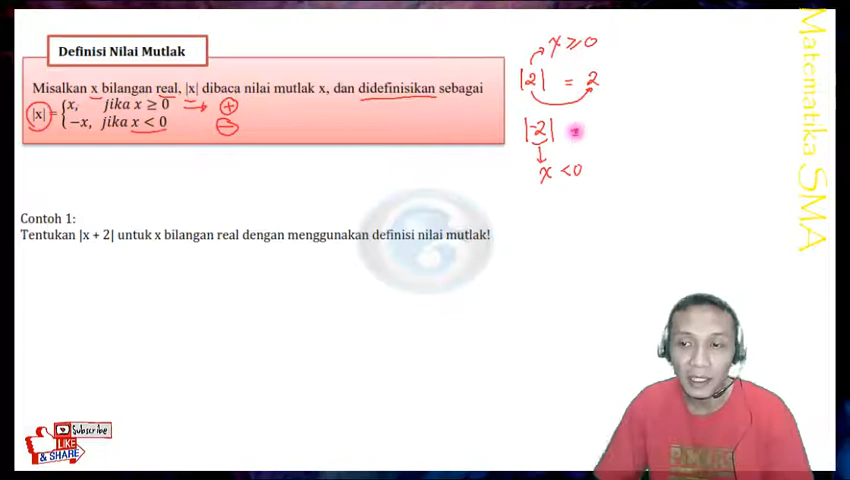 Definisi Nilai Mutlak
Misalkan x bilangan real, |x| dibaca nilai mutlak x, dan didefinisikan sebagai
|x| = {x, jika x ≥ 0
−x, jika x < 0
+
−
x ≥ 0
|2| = 2
|-2| =
x < 0
Contoh 1:
Tentukan |x + 2| untuk x bilangan real dengan menggunakan definisi nilai mutlak!
Matematika SMA
Subscribe
LIKE
& SHARE